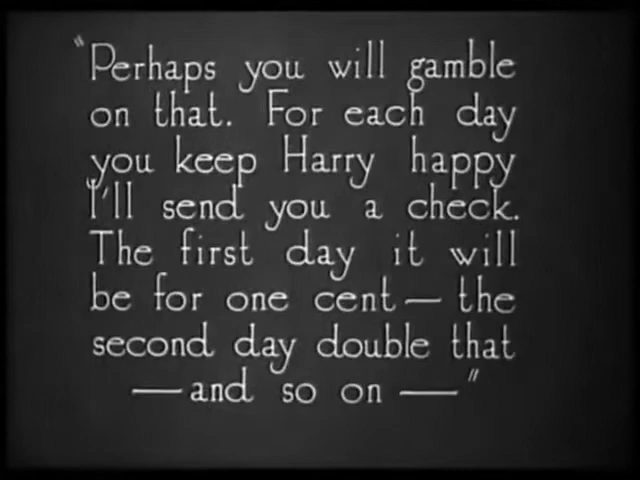 "Perhaps you will gamble
on that. For each day
you keep Harry happy
"I'll send you a check.
The first day it will
be for one cent — the
second day double that
— and so on — "